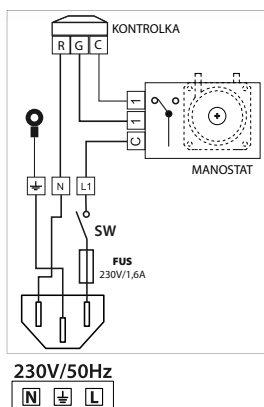 KONTROLKA
R G C
1
1
C
MANOSTAT
N L1
SW
FUS
230V/1,6A
230V/50Hz
N L